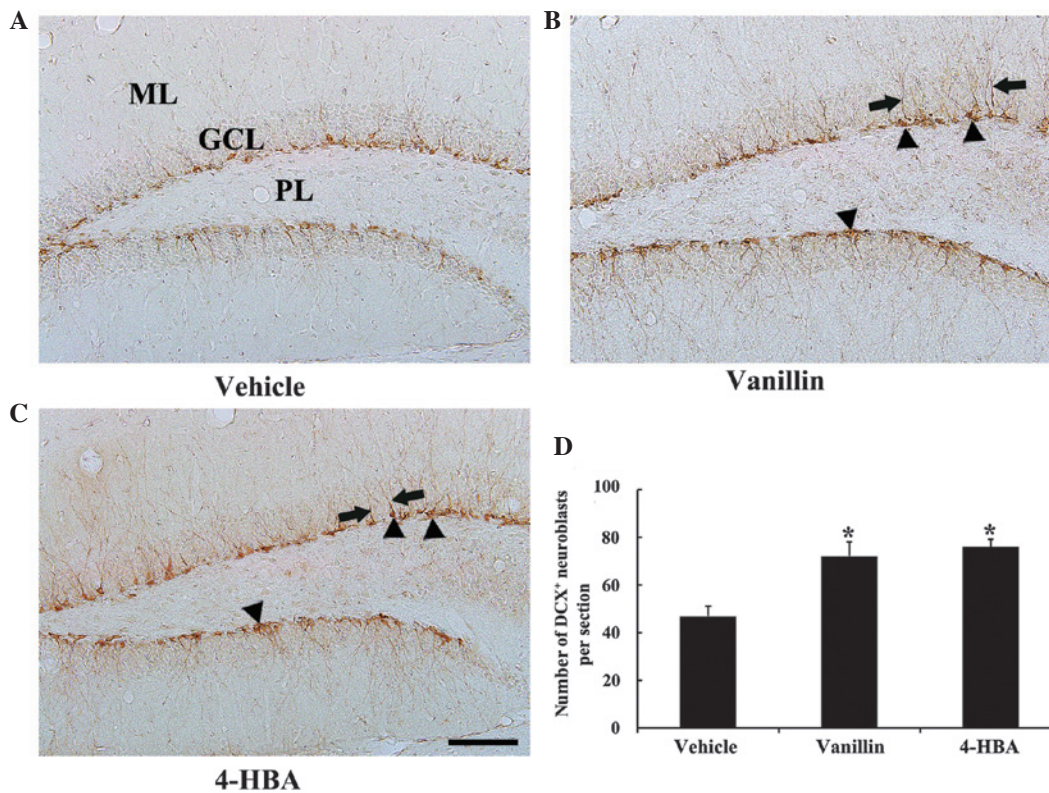 A
ML
GCL
PL
Vehicle
B
Vanillin
C
4-HBA
D
Number of DCX⁺ neuroblasts
per section
100
80
60
40
20
0
*
*
Vehicle
Vanillin
4-HBA